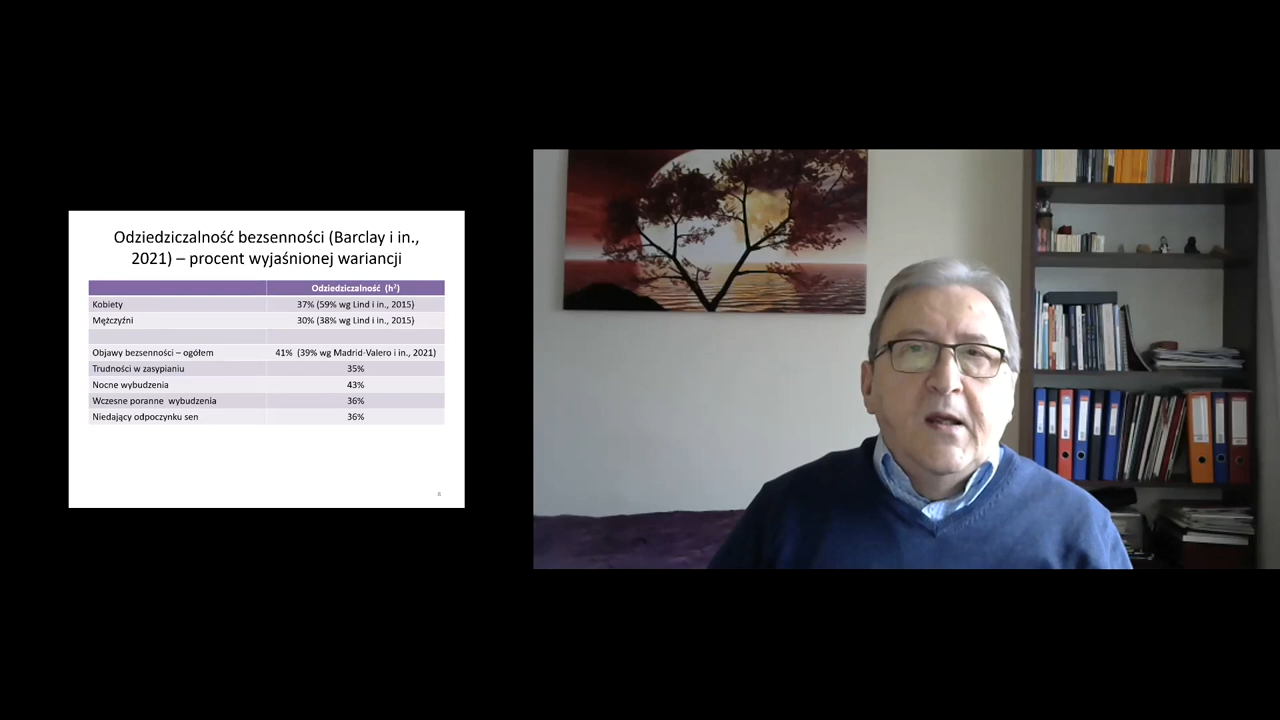 Odziedziczalność bezsenności (Barclay i in.,
2021) – procent wyjaśnionej wariancji
Odziedziczalność (h²)
Kobiety 37% (59% wg Lind i in., 2015)
Mężczyźni 30% (38% wg Lind i in., 2015)
Objawy bezsenności – ogółem 41% (39% wg Madrid-Valero i in., 2021)
Trudności w zasypianiu 35%
Nocne wybudzenia 43%
Wczesne poranne wybudzenia 36%
Niedający odpoczynku sen 36%
8